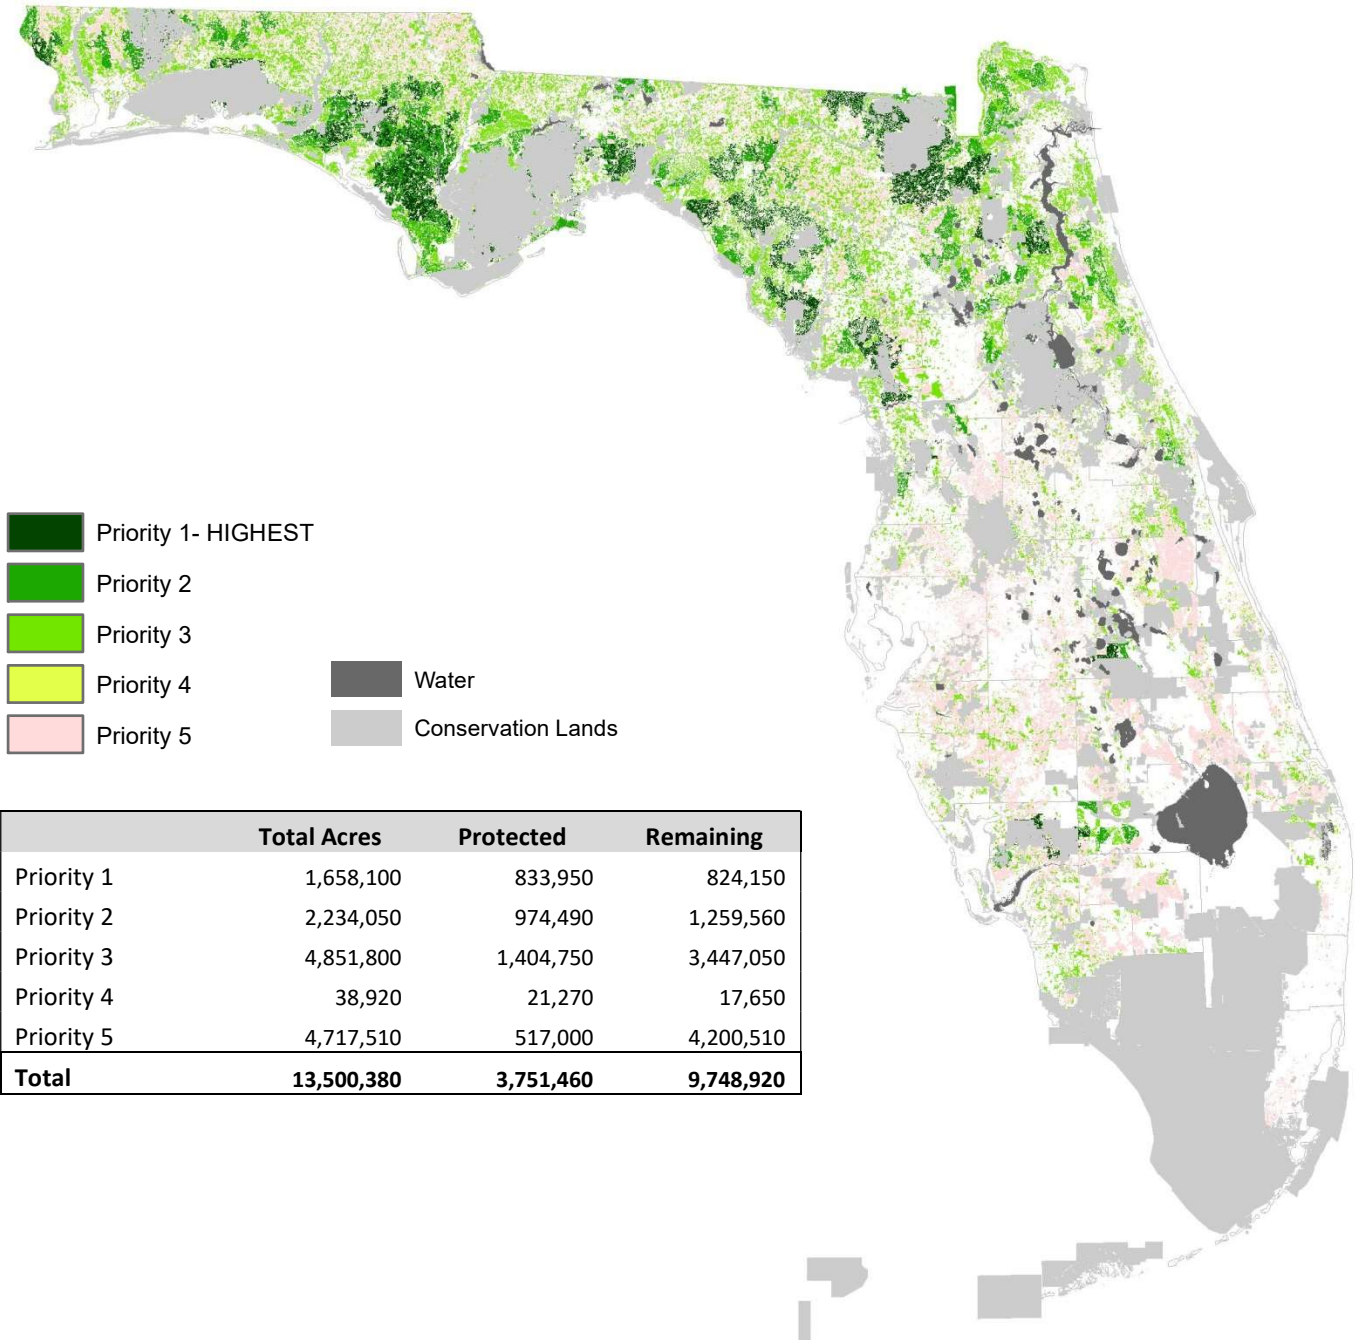 Priority 1- HIGHEST
Priority 2
Priority 3
Priority 4
Priority 5
Water
Conservation Lands
Total Acres Protected Remaining
Priority 1 1,658,100 833,950 824,150
Priority 2 2,234,050 974,490 1,259,560
Priority 3 4,851,800 1,404,750 3,447,050
Priority 4 38,920 21,270 17,650
Priority 5 4,717,510 517,000 4,200,510
Total 13,500,380 3,751,460 9,748,920